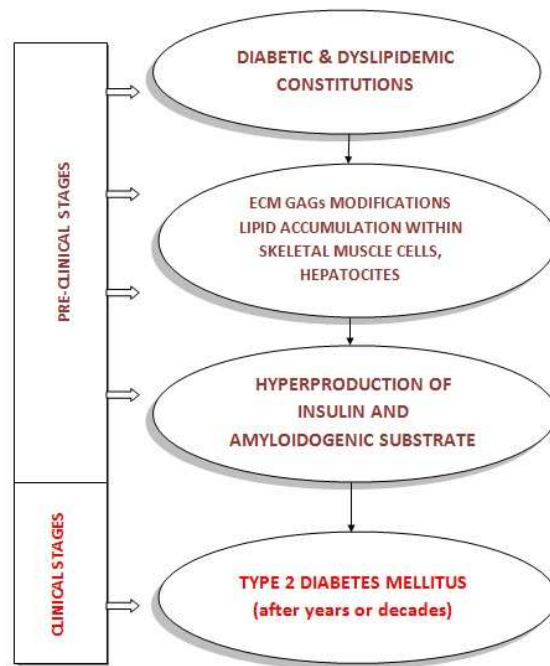 DIABETIC & DYSLIPIDEMIC
CONSTITUTIONS
ECM GAGs MODIFICATIONS
LIPID ACCUMULATION WITHIN
SKELETAL MUSCLE CELLS,
HEPATOCITES
HYPERPRODUCTION OF
INSULIN AND
AMYLOIDOGENIC SUBSTRATE
TYPE 2 DIABETES MELLITUS
(after years or decades)
PRE-CLINICAL STAGES
CLINICAL STAGES